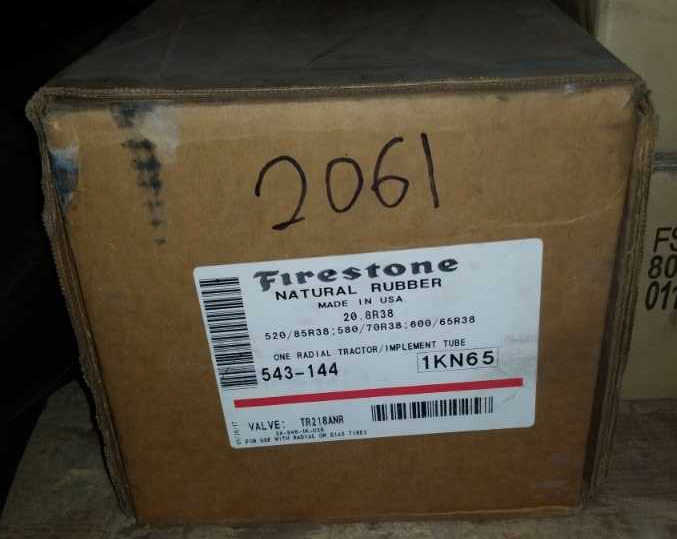 2061
Firestone
NATURAL RUBBER
MADE IN USA
20.8R38
520/85R38;580/70R38;600/65R38
ONE RADIAL TRACTOR/IMPLEMENT TUBE
543-144
1KN65
VALVE: TR218ANR
FOR USE WITH RADIAL OR BIAS TIRES
FS
80
011